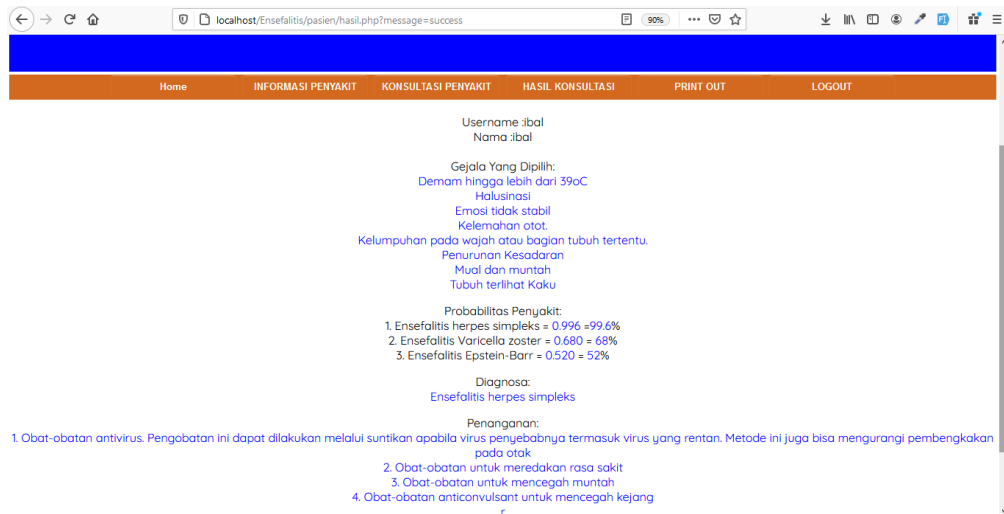 localhost/Ensefalitis/pasien/hasil.php?message=success
90%
Home INFORMASI PENYAKIT KONSULTASI PENYAKIT HASIL KONSULTASI PRINT OUT LOGOUT
Username :ibal
Nama :ibal
Gejala Yang Dipilih:
Demam hingga lebih dari 39oC
Halusinasi
Emosi tidak stabil
Kelemahan otot.
Kelumpuhan pada wajah atau bagian tubuh tertentu.
Penurunan Kesadaran
Mual dan muntah
Tubuh terlihat Kaku
Probabilitas Penyakit:
1. Ensefalitis herpes simpleks = 0.996 =99.6%
2. Ensefalitis Varicella zoster = 0.680 = 68%
3. Ensefalitis Epstein-Barr = 0.520 = 52%
Diagnosa:
Ensefalitis herpes simpleks
Penanganan:
1. Obat-obatan antivirus. Pengobatan ini dapat dilakukan melalui suntikan apabila virus penyebabnya termasuk virus yang rentan. Metode ini juga bisa mengurangi pembengkakan
pada otak
2. Obat-obatan untuk meredakan rasa sakit
3. Obat-obatan untuk mencegah muntah
4. Obat-obatan anticonvulsant untuk mencegah kejang